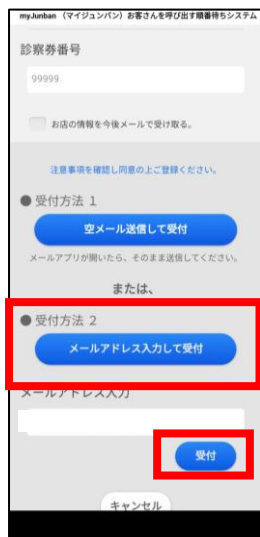 myJunban （マイジュンバン）お客さんを呼び出す順番待ちシステム
診察券番号
99999
お店の情報を今後メールで受け取る。
注意事項を確認し同意の上ご登録ください。
● 受付方法 1
空メール送信して受付
メールアプリが開いたら、そのまま送信してください。
または、
● 受付方法 2
メールアドレス入力して受付
メールアドレス入力
受付
キャンセル